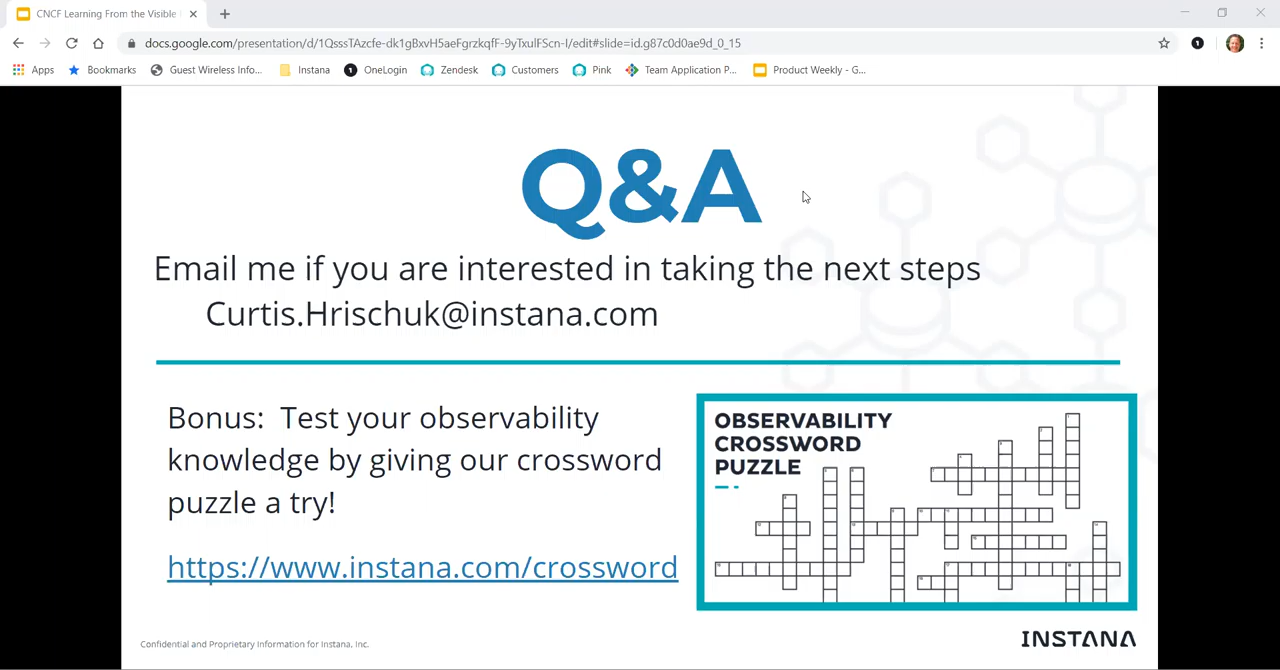 CNCF Learning From the Visible
docs.google.com/presentation/d/1QsssTAzcfe-dk1gBxvH5aeFgrzkqfF-9yTxulFScn-I/edit#slide=id.g87c0d0ae9d_0_15
Apps Bookmarks Guest Wireless Info... Instana OneLogin Zendesk Customers Pink Team Application P... Product Weekly - G...
Q&A
Email me if you are interested in taking the next steps
Curtis.Hrischuk@instana.com
Bonus: Test your observability
knowledge by giving our crossword
puzzle a try!
https://www.instana.com/crossword
OBSERVABILITY
CROSSWORD
PUZZLE
Confidential and Proprietary Information for Instana, Inc.
INSTANA